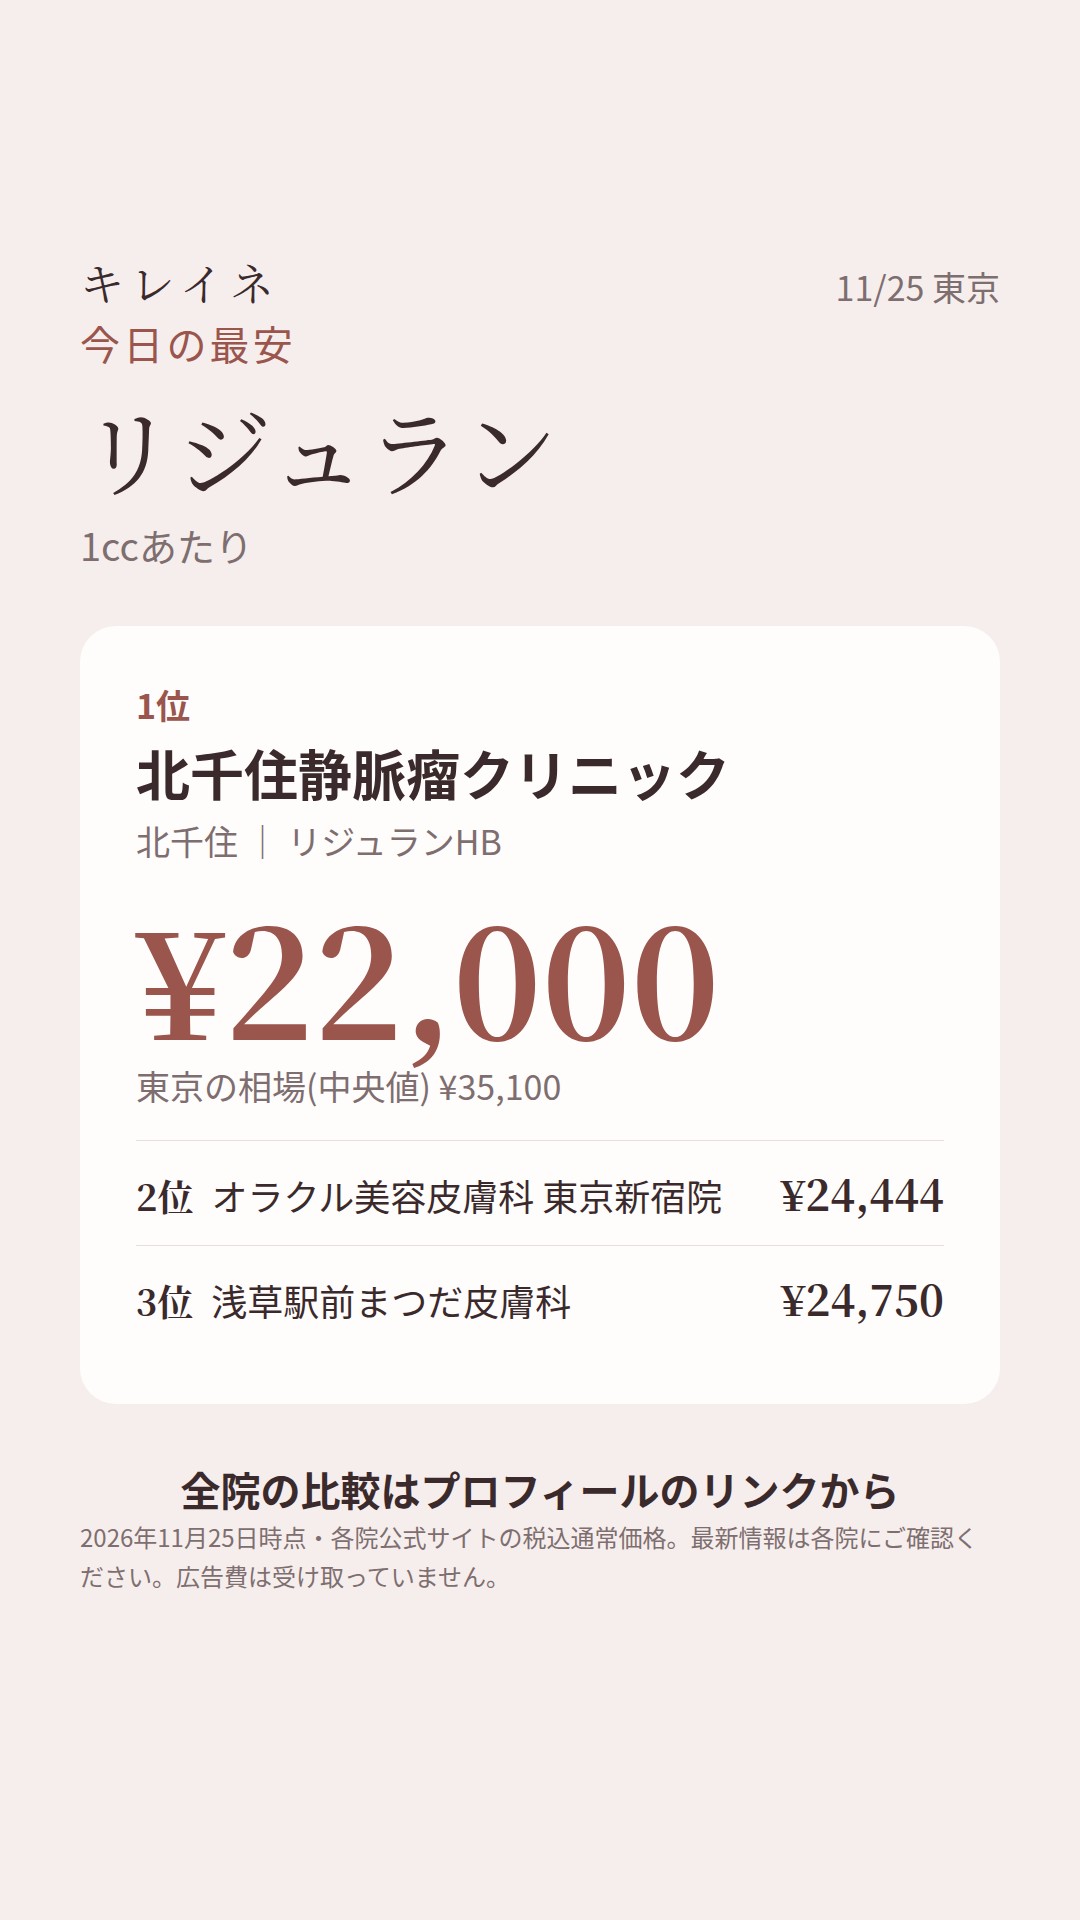 キレイネ
11/25 東京
今日の最安
リジュラン
1ccあたり
1位
北千住静脈瘤クリニック
北千住 ｜ リジュランHB
¥22,000
東京の相場(中央値) ¥35,100
2位 オラクル美容皮膚科 東京新宿院 ¥24,444
3位 浅草駅前まつだ皮膚科 ¥24,750
全院の比較はプロフィールのリンクから
2026年11月25日時点・各院公式サイトの税込通常価格。最新情報は各院にご確認く
ださい。広告費は受け取っていません。